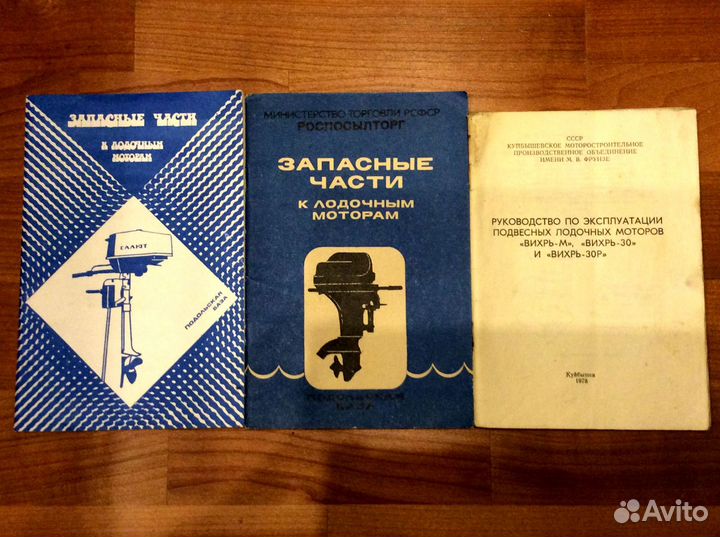 ЗАПАСНЫЕ ЧАСТИ
К ЛОДОЧНЫМ
МОТОРАМ
САЛЮТ
ПОДОЛЬСКАЯ
БАЗА
МИНИСТЕРСТВО ТОРГОВЛИ РСФСР
РОСПОСЫЛТОРГ
ЗАПАСНЫЕ
ЧАСТИ
К ЛОДОЧНЫМ
МОТОРАМ
ПОДОЛЬСКАЯ
БАЗА
СССР
КУЙБЫШЕВСКОЕ МОТОРОСТРОИТЕЛЬНОЕ
ПРОИЗВОДСТВЕННОЕ ОБЪЕДИНЕНИЕ
ИМЕНИ М. В. ФРУНЗЕ
РУКОВОДСТВО ПО ЭКСПЛУАТАЦИИ
ПОДВЕСНЫХ ЛОДОЧНЫХ МОТОРОВ
«ВИХРЬ-М», «ВИХРЬ-30»
И «ВИХРЬ-30Р»
Куйбышев
1978
Avito